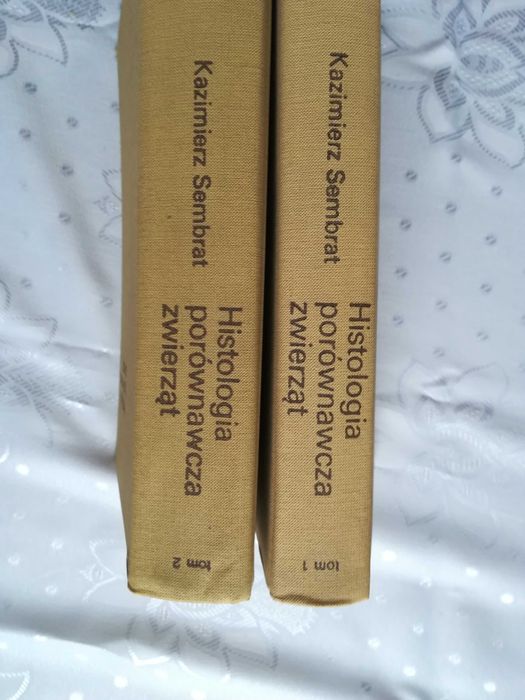 Kazimierz Sembrat
Histologia
porównawcza
zwierząt
tom 2
Kazimierz Sembrat
Histologia
porównawcza
zwierząt
tom 1